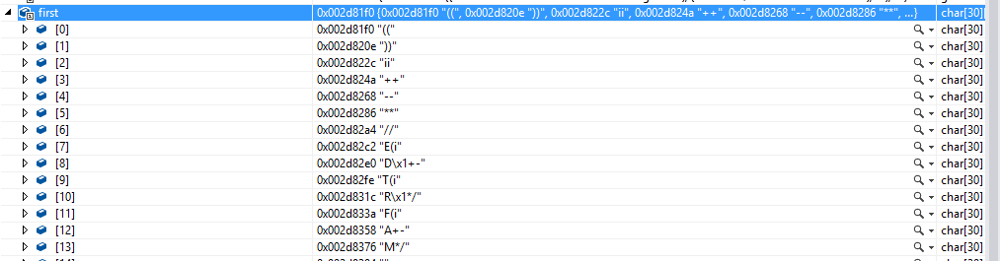 first 0x002d81f0 {0x002d81f0 "((", 0x002d820e "))", 0x002d822c "ii", 0x002d824a "++", 0x002d8268 "--", 0x002d8286 "**", ...} char[30]
[0] 0x002d81f0 "((" char[30]
[1] 0x002d820e "))" char[30]
[2] 0x002d822c "ii" char[30]
[3] 0x002d824a "++" char[30]
[4] 0x002d8268 "--" char[30]
[5] 0x002d8286 "**" char[30]
[6] 0x002d82a4 "//" char[30]
[7] 0x002d82c2 "E(i" char[30]
[8] 0x002d82e0 "D\x1+-" char[30]
[9] 0x002d82fe "T(i" char[30]
[10] 0x002d831c "R\x1*/" char[30]
[11] 0x002d833a "F(i" char[30]
[12] 0x002d8358 "A+-" char[30]
[13] 0x002d8376 "M*/" char[30]